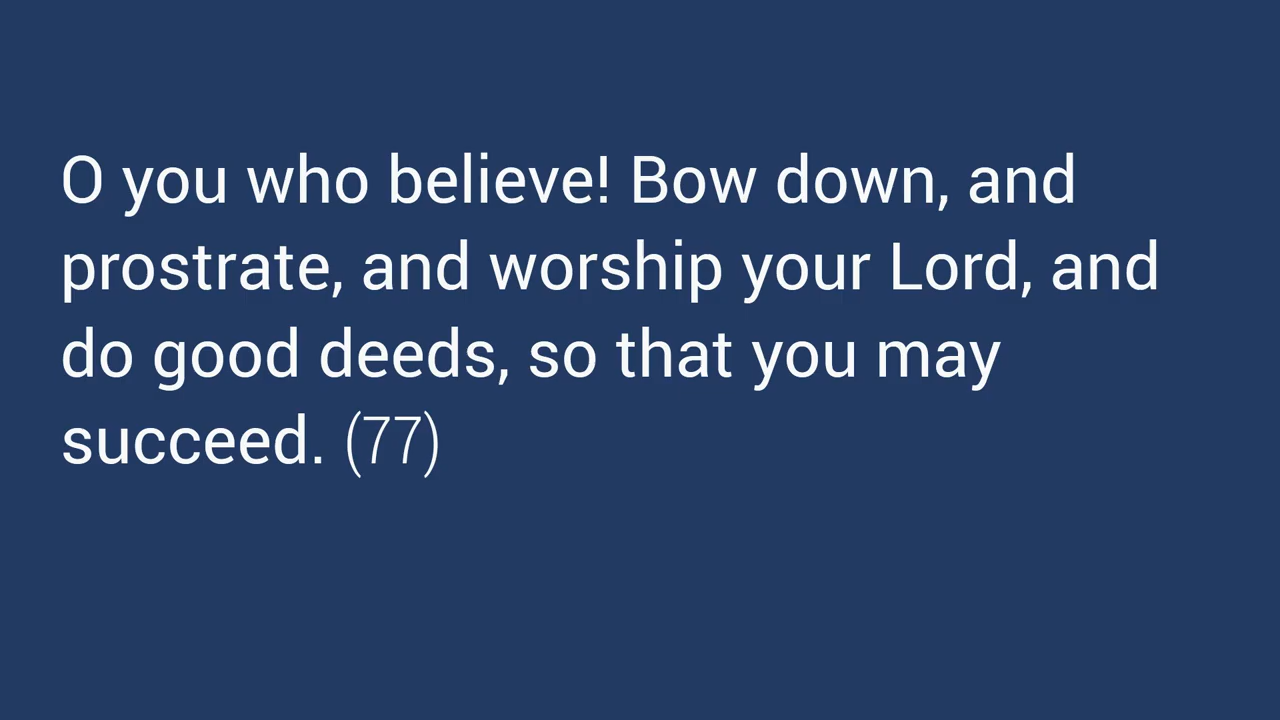 O you who believe! Bow down, and
prostrate, and worship your Lord, and
do good deeds, so that you may
succeed. (77)